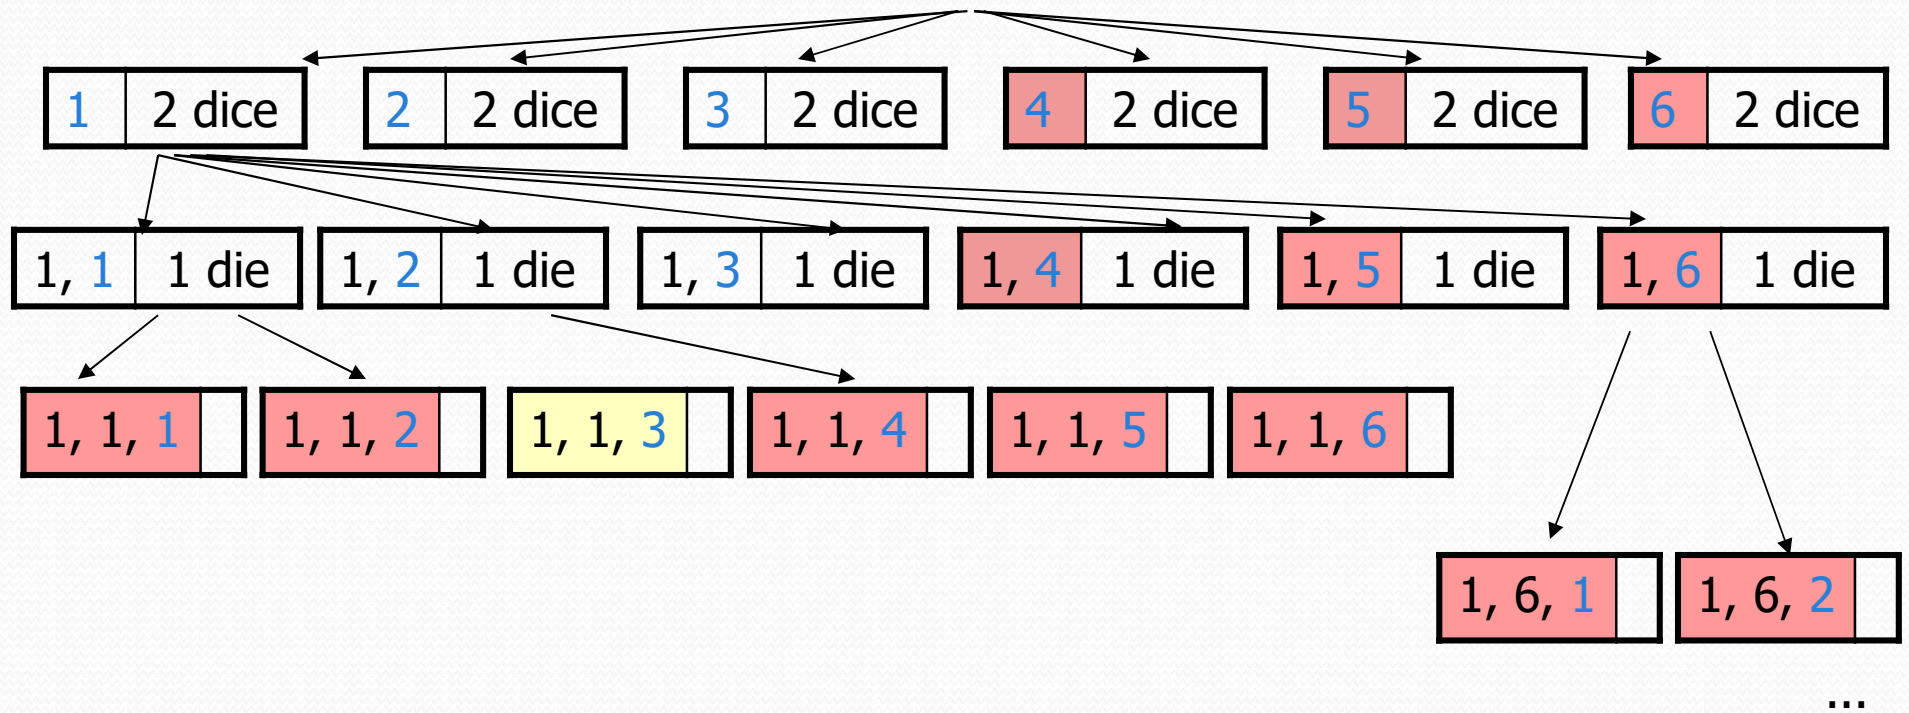 1 2 dice 2 2 dice 3 2 dice 4 2 dice 5 2 dice 6 2 dice
1, 1 1 die 1, 2 1 die 1, 3 1 die 1, 4 1 die 1, 5 1 die 1, 6 1 die
1, 1, 1 1, 1, 2 1, 1, 3 1, 1, 4 1, 1, 5 1, 1, 6
1, 6, 1 1, 6, 2
...